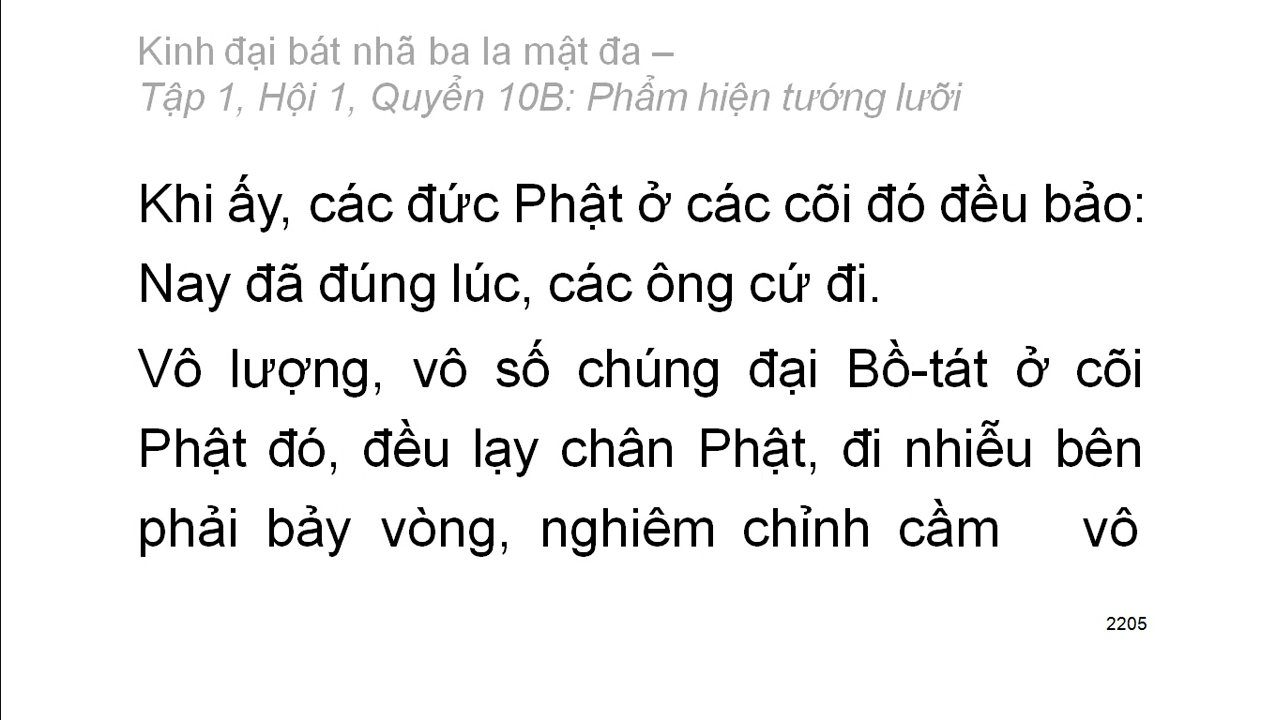 Kinh đại bát nhã ba la mật đa –
Tập 1, Hội 1, Quyển 10B: Phẩm hiện tướng lưỡi
Khi ấy, các đức Phật ở các cõi đó đều bảo:
Nay đã đúng lúc, các ông cứ đi.
Vô lượng, vô số chúng đại Bồ-tát ở cõi
Phật đó, đều lạy chân Phật, đi nhiễu bên
phải bảy vòng, nghiêm chỉnh cầm vô
2205